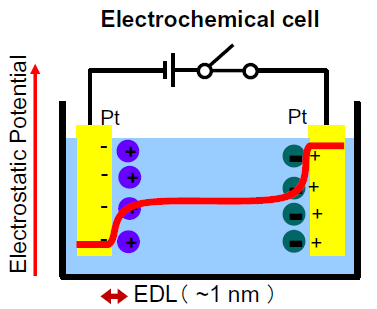 Electrochemical cell
Electrostatic Potential
Pt
Pt
- +
- +
- +
- +
- +
- +
- +
- +
EDL ( ~1 nm )